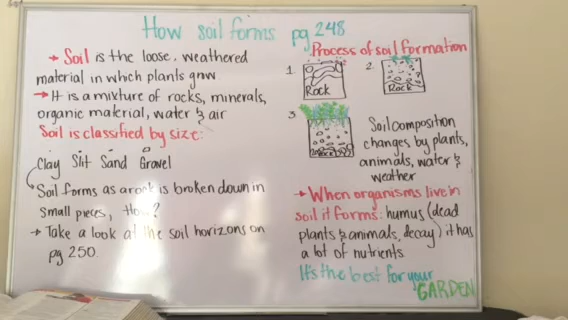 How soil forms pg 248
→ Soil is the loose. weathered
material in which plants grow
→ It is a mixture of rocks, minerals,
organic material, water & air
Soil is classified by size:
Clay Silt Sand Gravel
Soil forms as a rock is broken down in
small pieces, How?
→ Take a look at the soil horizons on
pg 250.
Process of soil formation
1. Rock
2. Rock
3.
Soil composition
changes by plants,
animals, water &
weather
→ When organisms live in
soil it forms: humus (dead
plants & animals, decay) it has
a lot of nutrients.
It's the best for your
GARDEN